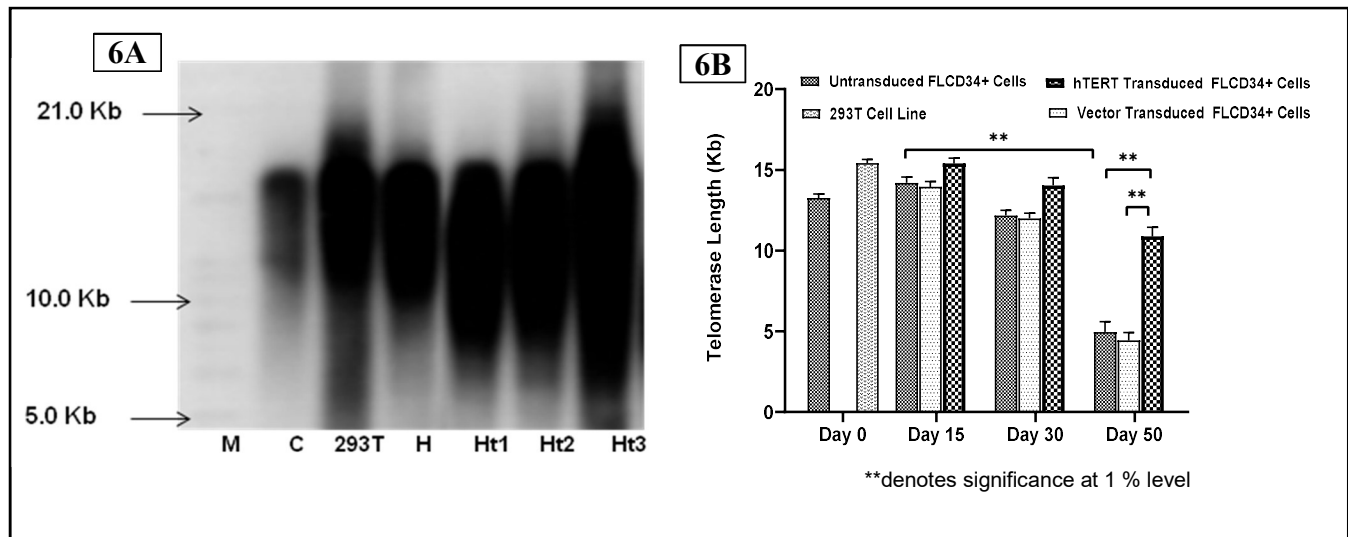 6A
21.0 Kb
10.0 Kb
5.0 Kb
M C 293T H Ht1 Ht2 Ht3
6B
Untransduced FLCD34+ Cells
hTERT Transduced FLCD34+ Cells
293T Cell Line
Vector Transduced FLCD34+ Cells
Telomerase Length (Kb)
20
15
10
5
0
**
**
**
Day 0 Day 15 Day 30 Day 50
**denotes significance at 1 % level